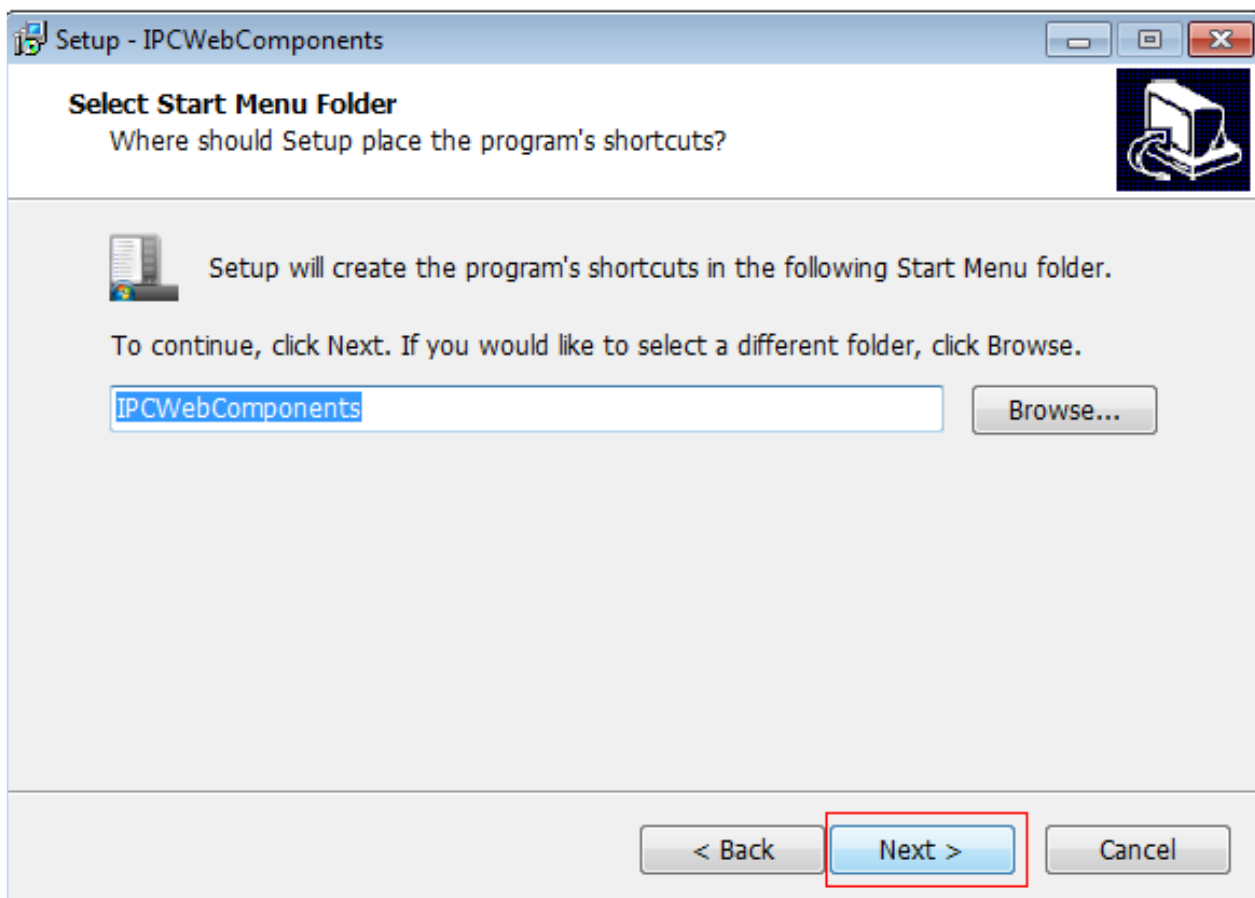 Setup - IPCWebComponents
Select Start Menu Folder
Where should Setup place the program's shortcuts?
Setup will create the program's shortcuts in the following Start Menu folder.
To continue, click Next. If you would like to select a different folder, click Browse.
IPCWebComponents
Browse...
< Back
Next >
Cancel